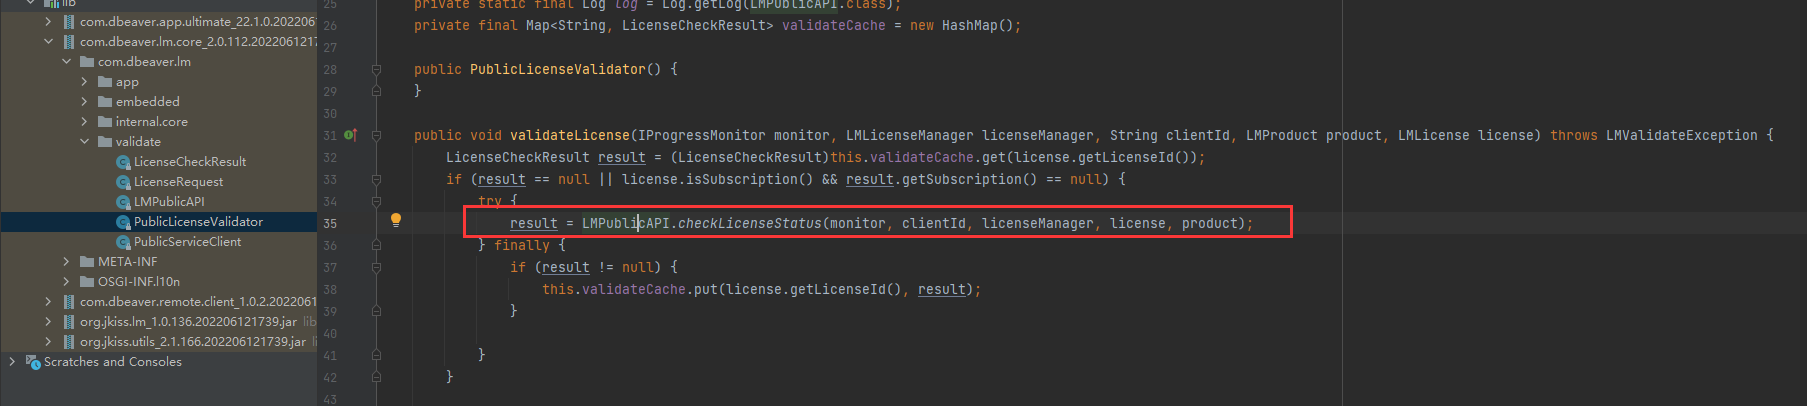 lib
com.dbeaver.app.ultimate_22.1.0.2022061
com.dbeaver.lm.core_2.0.112.2022061217
com.dbeaver.lm
app
embedded
internal.core
validate
LicenseCheckResult
LicenseRequest
LMPublicAPI
PublicLicenseValidator
PublicServiceClient
META-INF
OSGI-INF.l10n
com.dbeaver.remote.client_1.0.2.2022061
org.jkiss.lm_1.0.136.202206121739.jar lib
org.jkiss.utils_2.1.166.202206121739.jar li
Scratches and Consoles
25 private static final Log log = Log.getLog(LMPublicAPI.class);
26 private final Map<String, LicenseCheckResult> validateCache = new HashMap();
27
28 public PublicLicenseValidator() {
29 }
30
31 public void validateLicense(IProgressMonitor monitor, LMLicenseManager licenseManager, String clientId, LMProduct product, LMLicense license) throws LMValidateException {
32 LicenseCheckResult result = (LicenseCheckResult)this.validateCache.get(license.getLicenseId());
33 if (result == null || license.isSubscription() && result.getSubscription() == null) {
34 try {
35 result = LMPublicAPI.checkLicenseStatus(monitor, clientId, licenseManager, license, product);
36 } finally {
37 if (result != null) {
38 this.validateCache.put(license.getLicenseId(), result);
39 }
40
41 }
42 }
43